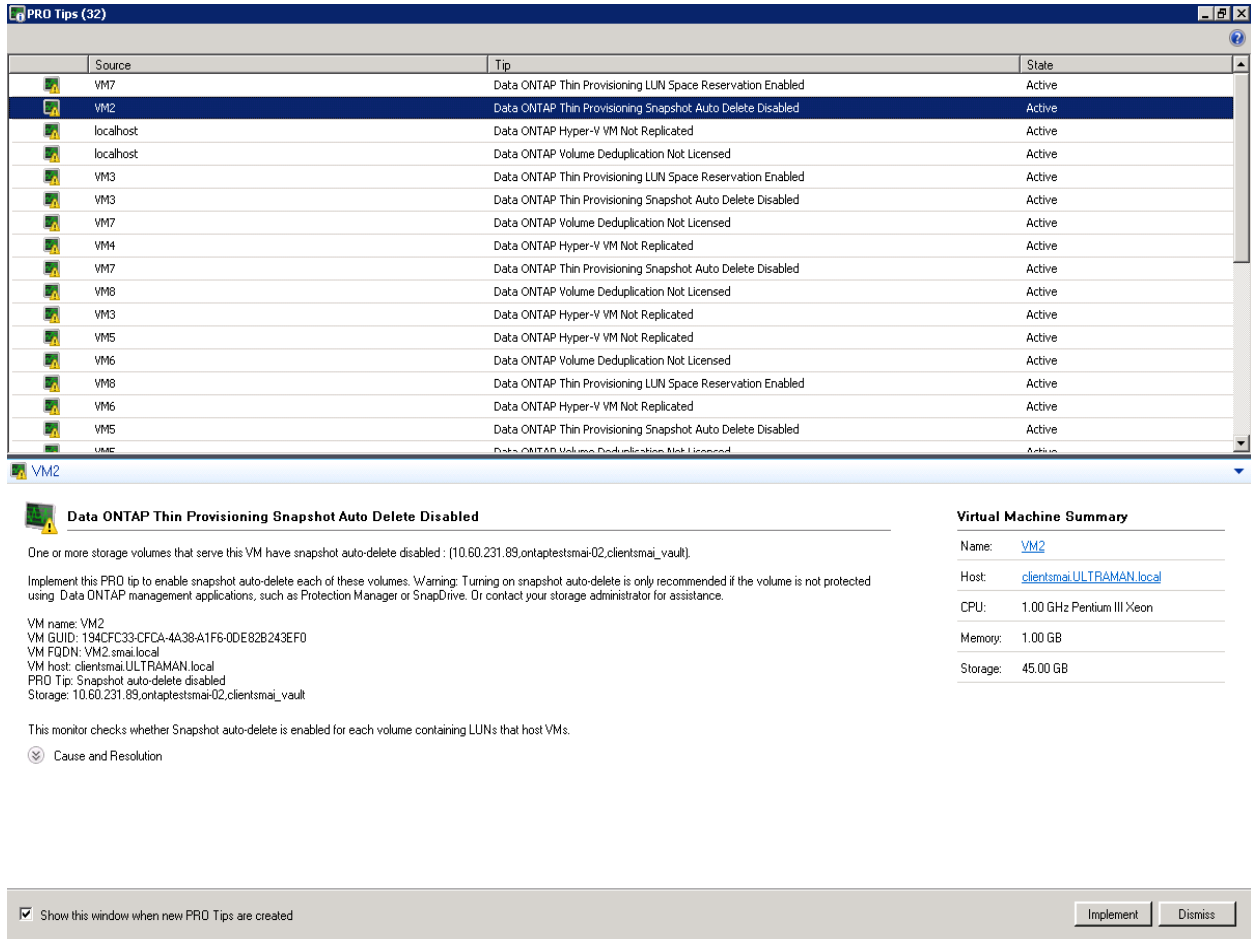 PRO Tips (32)
Source Tip State
VM7 Data ONTAP Thin Provisioning LUN Space Reservation Enabled Active
VM2 Data ONTAP Thin Provisioning Snapshot Auto Delete Disabled Active
localhost Data ONTAP Hyper-V VM Not Replicated Active
localhost Data ONTAP Volume Deduplication Not Licensed Active
VM3 Data ONTAP Thin Provisioning LUN Space Reservation Enabled Active
VM3 Data ONTAP Thin Provisioning Snapshot Auto Delete Disabled Active
VM7 Data ONTAP Volume Deduplication Not Licensed Active
VM4 Data ONTAP Hyper-V VM Not Replicated Active
VM7 Data ONTAP Thin Provisioning Snapshot Auto Delete Disabled Active
VM8 Data ONTAP Volume Deduplication Not Licensed Active
VM3 Data ONTAP Hyper-V VM Not Replicated Active
VM5 Data ONTAP Hyper-V VM Not Replicated Active
VM6 Data ONTAP Volume Deduplication Not Licensed Active
VM8 Data ONTAP Thin Provisioning LUN Space Reservation Enabled Active
VM6 Data ONTAP Hyper-V VM Not Replicated Active
VM5 Data ONTAP Thin Provisioning Snapshot Auto Delete Disabled Active
VM5 Data ONTAP Volume Deduplication Not Licensed Active
VM2
Data ONTAP Thin Provisioning Snapshot Auto Delete Disabled
One or more storage volumes that serve this VM have snapshot auto-delete disabled : (10.60.231.89,ontaptestsmai-02,clientsmai_vault).
Implement this PRO tip to enable snapshot auto-delete each of these volumes. Warning: Turning on snapshot auto-delete is only recommended if the volume is not protected
using Data ONTAP management applications, such as Protection Manager or SnapDrive. Or contact your storage administrator for assistance.
VM name: VM2
VM GUID: 194CFC33-CFCA-4A38-A1F6-0DE82B243EF0
VM FQDN: VM2.smai.local
VM host: clientsmai.ULTRAMAN.local
PRO Tip: Snapshot auto-delete disabled
Storage: 10.60.231.89,ontaptestsmai-02,clientsmai_vault
This monitor checks whether Snapshot auto-delete is enabled for each volume containing LUNs that host VMs.
Cause and Resolution
Virtual Machine Summary
Name: VM2
Host: clientsmai.ULTRAMAN.local
CPU: 1.00 GHz Pentium III Xeon
Memory: 1.00 GB
Storage: 45.00 GB
Show this window when new PRO Tips are created
Implement Dismiss